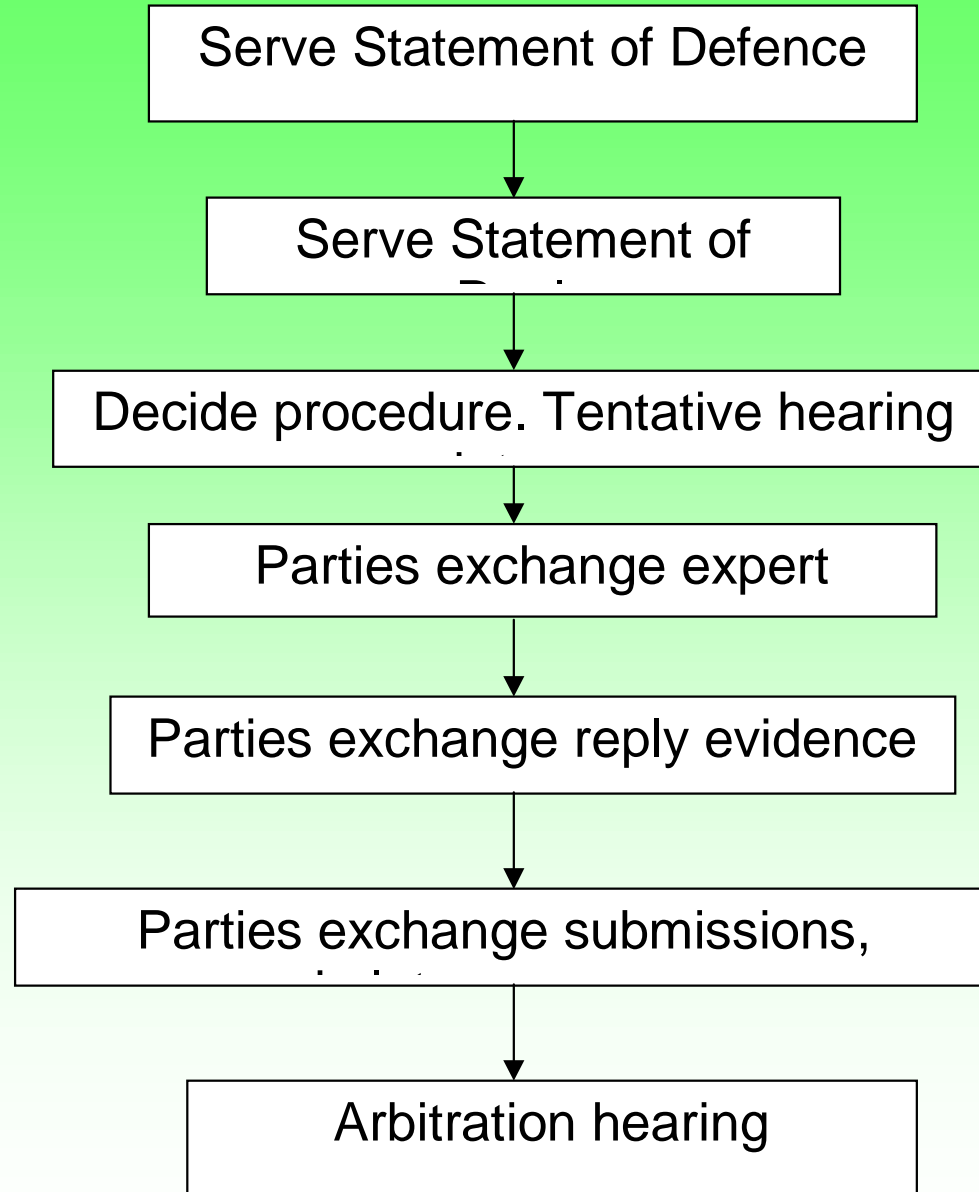 Serve Statement of Defence
Serve Statement of
Decide procedure. Tentative hearing
Parties exchange expert
Parties exchange reply evidence
Parties exchange submissions,
Arbitration hearing